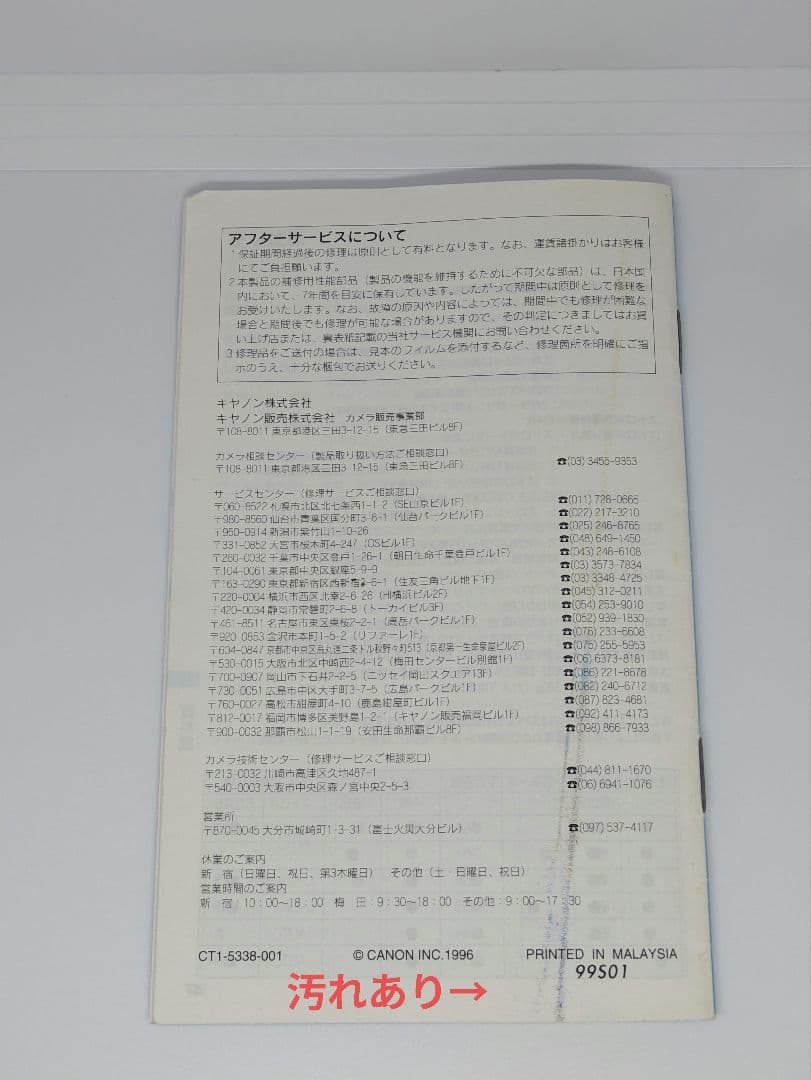 アフターサービスについて
1 保証期間経過後の修理は原則として有料となります。なお、運賃諸掛かりはお客様
にてご負担願います。
2 本製品の補修用性能部品（製品の機能を維持するために不可欠な部品）は、日本国
内において、7年間を目安に保有しています。したがって期間中は原則として修理を
お受けいたします。なお、故障の原因や内容によっては、期間中でも修理が困難な
場合と期間後でも修理が可能な場合がありますので、その判定につきましてはお買
い上げ店または、裏表紙記載の当社サービス機関にお問い合わせください。
3 修理品をご送付の場合は、見本のフィルムを添付するなど、修理箇所を明確にご指
示のうえ、十分な梱包でお送りください。
キヤノン株式会社
キヤノン販売株式会社 カメラ販売事業部
〒108-8011 東京都港区三田3-12-15（東急三田ビル8F）
カメラ相談センター（製品取り扱い方法ご相談窓口）
〒108-8011 東京都港区三田3-12-15（東急三田ビル8F） ☎(03) 3455-9353
サービスセンター（修理サービスご相談窓口）
〒060-8522 札幌市北区北七条西1-1-2（SE山京ビル1F） ☎(011) 728-0665
〒980-8560 仙台市青葉区国分町3-6-1（仙台パークビル1F） ☎(022) 217-3210
〒950-0914 新潟市紫竹山1-10-26 ☎(025) 246-8765
〒331-0852 大宮市桜木町4-247（OSビル1F） ☎(048) 649-1450
〒260-0032 千葉市中央区登戸1-26-1（朝日生命千葉登戸ビル1F） ☎(043) 246-6108
〒104-0061 東京都中央区銀座5-9-9 ☎(03) 3573-7834
〒163-0290 東京都新宿区西新宿2-6-1（住友三角ビル地下1F） ☎(03) 3348-4725
〒220-0004 横浜市西区北幸2-6-26（HI横浜ビル2F） ☎(045) 312-0211
〒420-0034 静岡市常磐町2-6-8（トーカイビル3F） ☎(054) 253-9010
〒461-8511 名古屋市東区東桜2-2-1（高岳パークビル1F） ☎(052) 939-1830
〒920-0853 金沢市本町1-5-2（リファーレ1F） ☎(076) 233-6608
〒604-0847 京都市中京区烏丸通二条下ル秋野々町513（京都第一生命泉屋ビル2F） ☎(075) 255-5953
〒530-0015 大阪市北区中崎西2-4-12（梅田センタービル別館1F） ☎(06) 6373-8181
〒700-0907 岡山市下石井2-2-5（ニッセイ岡山スクエア13F） ☎(086) 221-8678
〒730-0051 広島市中区大手町3-7-5（広島パークビル1F） ☎(082) 240-6712
〒760-0027 高松市紺屋町4-10（鹿島紺屋町ビル1F） ☎(087) 823-4681
〒812-0017 福岡市博多区美野島1-2-1（キヤノン販売福岡ビル1F） ☎(092) 411-4173
〒900-0032 那覇市松山1-1-19（安田生命那覇ビル8F） ☎(098) 866-7933
カメラ技術センター（修理サービスご相談窓口）
〒213-0032 川崎市高津区久地487-1 ☎(044) 811-1670
〒540-0003 大阪市中央区森ノ宮中央2-5-3 ☎(06) 6941-1076
営業所
〒870-0045 大分市城崎町1-3-31（富士火災大分ビル） ☎(097) 537-4117
休業のご案内
新 宿（日曜日、祝日、第3木曜日） その他（土・日曜日、祝日）
営業時間のご案内
新 宿：10：00～18：00 梅 田：9：30～18：00 その他：9：00～17：30
CT1-5338-001 © CANON INC.1996 PRINTED IN MALAYSIA
99S01
汚れあり→